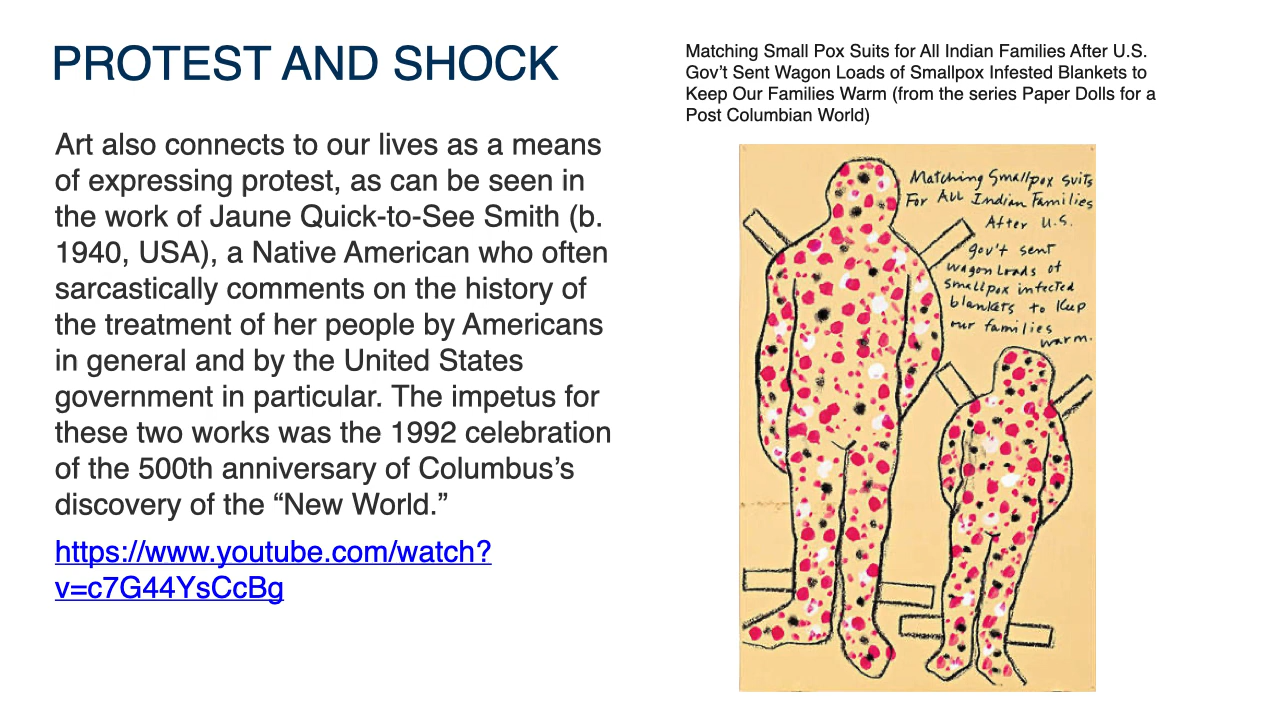 PROTEST AND SHOCK
Art also connects to our lives as a means
of expressing protest, as can be seen in
the work of Jaune Quick-to-See Smith (b.
1940, USA), a Native American who often
sarcastically comments on the history of
the treatment of her people by Americans
in general and by the United States
government in particular. The impetus for
these two works was the 1992 celebration
of the 500th anniversary of Columbus’s
discovery of the “New World.”
https://www.youtube.com/watch?
v=c7G44YsCcBg
Matching Small Pox Suits for All Indian Families After U.S.
Gov’t Sent Wagon Loads of Smallpox Infested Blankets to
Keep Our Families Warm (from the series Paper Dolls for a
Post Columbian World)
Matching Smallpox suits
For All Indian Families
After U.S.
gov't sent
wagon loads of
smallpox infected
blankets to keep
our families
warm.